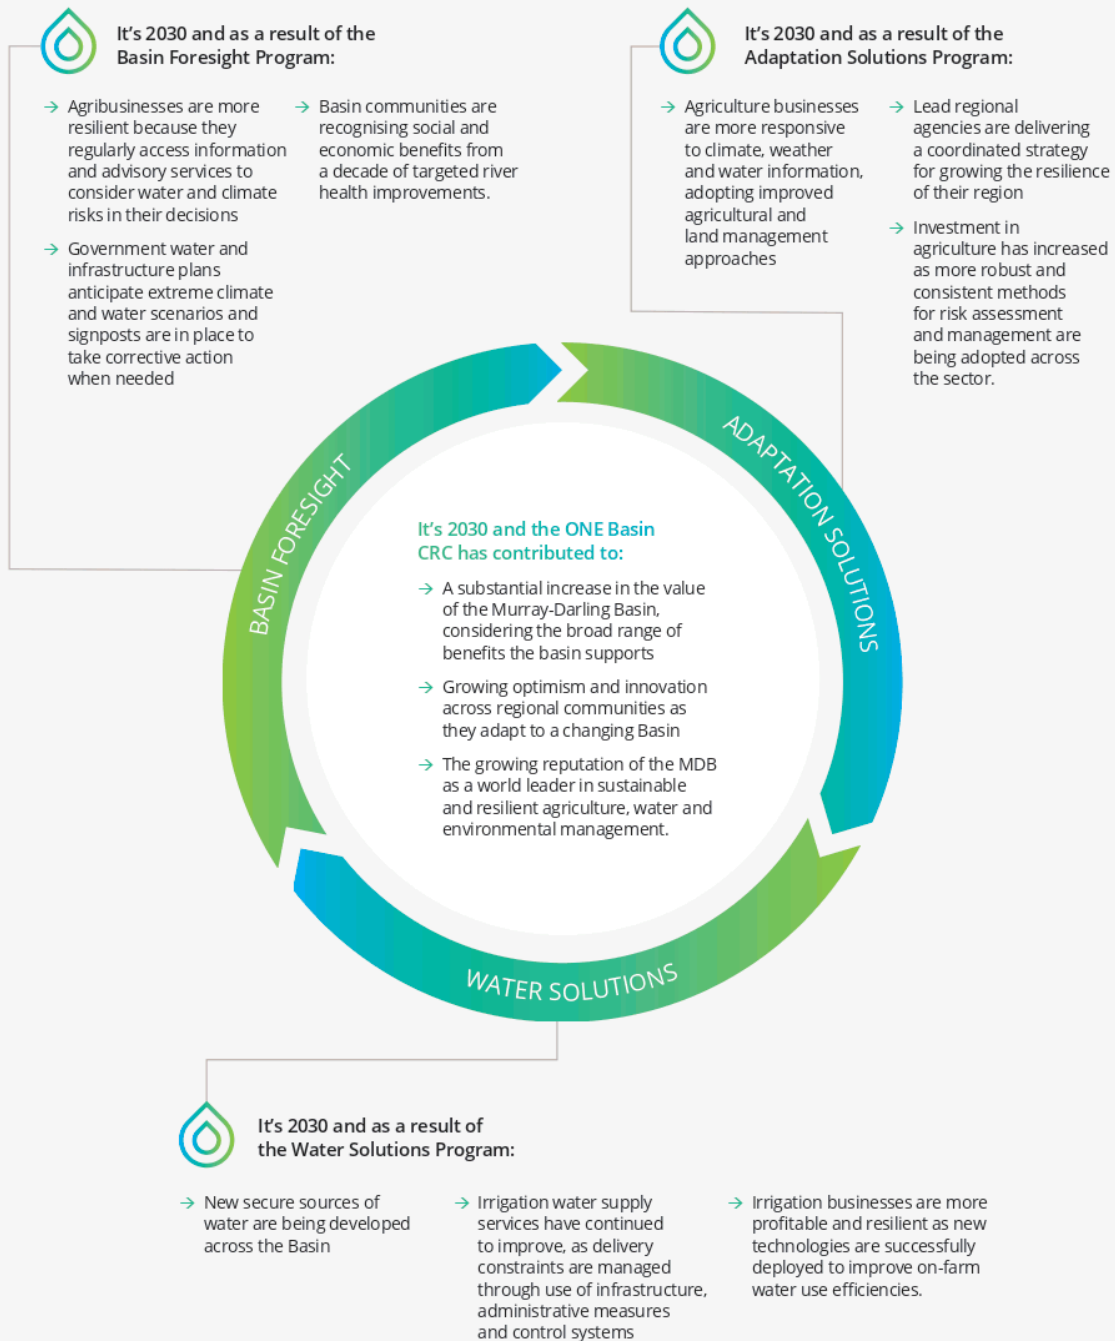 It's 2030 and as a result of the
Basin Foresight Program:
→ Agribusinesses are more
resilient because they
regularly access information
and advisory services to
consider water and climate
risks in their decisions
→ Government water and
infrastructure plans
anticipate extreme climate
and water scenarios and
signposts are in place to
take corrective action
when needed
→ Basin communities are
recognising social and
economic benefits from
a decade of targeted river
health improvements.
It's 2030 and as a result of the
Adaptation Solutions Program:
→ Agriculture businesses
are more responsive
to climate, weather
and water information,
adopting improved
agricultural and
land management
approaches
→ Lead regional
agencies are delivering
a coordinated strategy
for growing the resilience
of their region
→ Investment in
agriculture has increased
as more robust and
consistent methods
for risk assessment
and management are
being adopted across
the sector.
BASIN FORESIGHT
ADAPTATION SOLUTIONS
It's 2030 and the ONE Basin
CRC has contributed to:
→ A substantial increase in the value
of the Murray-Darling Basin,
considering the broad range of
benefits the basin supports
→ Growing optimism and innovation
across regional communities as
they adapt to a changing Basin
→ The growing reputation of the MDB
as a world leader in sustainable
and resilient agriculture, water and
environmental management.
WATER SOLUTIONS
It's 2030 and as a result of
the Water Solutions Program:
→ New secure sources of
water are being developed
across the Basin
→ Irrigation water supply
services have continued
to improve, as delivery
constraints are managed
through use of infrastructure,
administrative measures
and control systems
→ Irrigation businesses are more
profitable and resilient as new
technologies are successfully
deployed to improve on-farm
water use efficiencies.